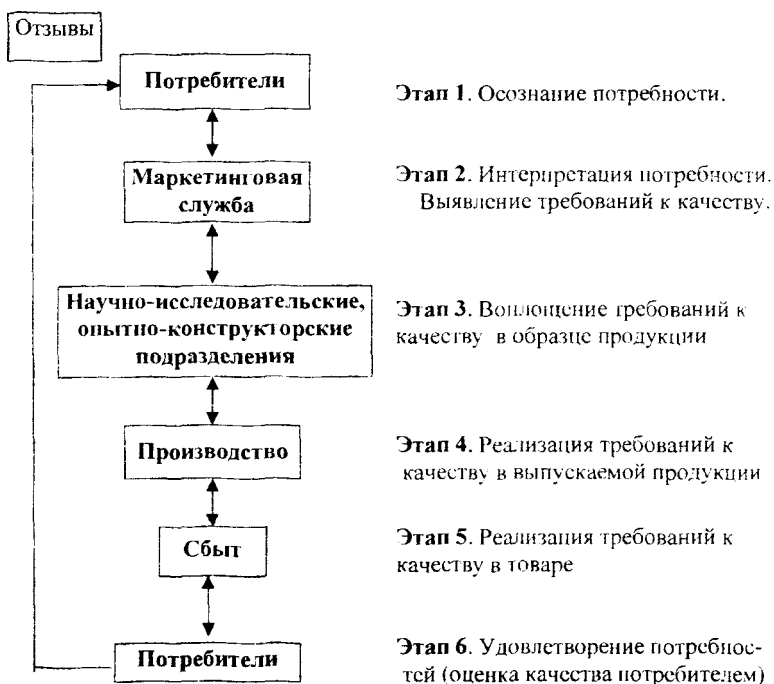 Отзывы
Потребители
Этап 1. Осознание потребности.
Маркетинговая
служба
Этап 2. Интерпретация потребности.
Выявление требований к качеству.
Научно-исследовательские,
опытно-конструкторские
подразделения
Этап 3. Воплощение требований к
качеству в образце продукции
Производство
Этап 4. Реализация требований к
качеству в выпускаемой продукции
Сбыт
Этап 5. Реализация требований к
качеству в товаре
Потребители
Этап 6. Удовлетворение потребнос-
тей (оценка качества потребителем)